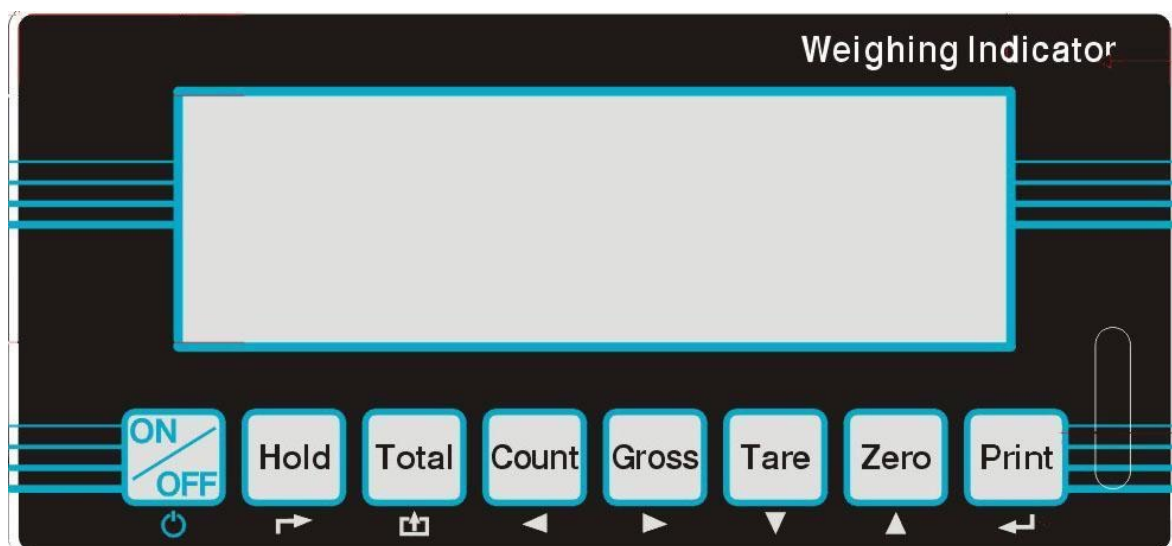 Weighing Indicator
ON
OFF
Hold Total Count Gross Tare Zero Print